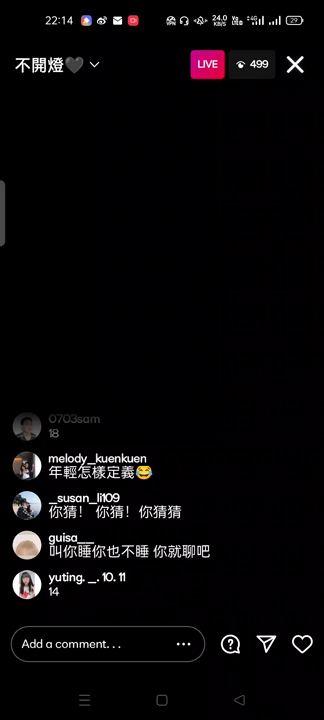 22:14
24.0 KB/S
4G
29
不開燈🖤
LIVE
499
0703sam
18
melody_kuenkuen
年輕怎樣定義😂
_susan_li109
你猜! 你猜! 你猜猜
guisa__
叫你睡你也不睡 你就聊吧
yuting._.10.11
14
Add a comment...